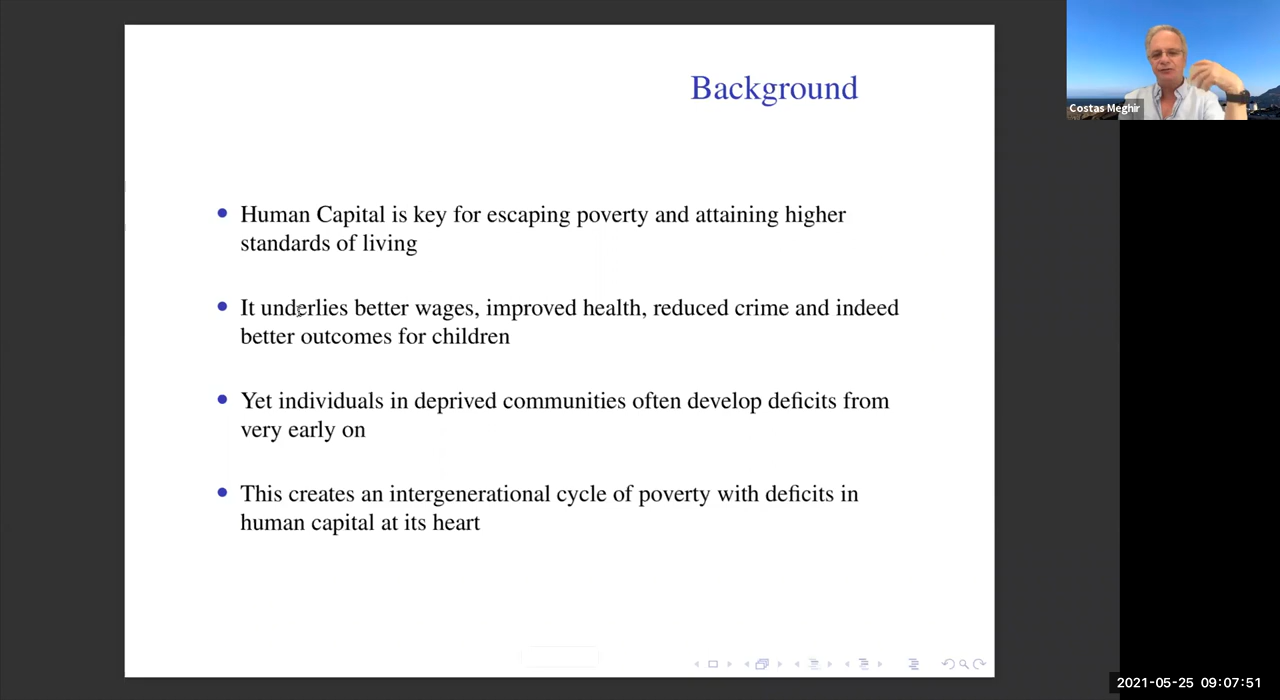 Background
Costas Meghir
Human Capital is key for escaping poverty and attaining higher
standards of living
It underlies better wages, improved health, reduced crime and indeed
better outcomes for children
Yet individuals in deprived communities often develop deficits from
very early on
This creates an intergenerational cycle of poverty with deficits in
human capital at its heart
2021-05-25 09:07:51